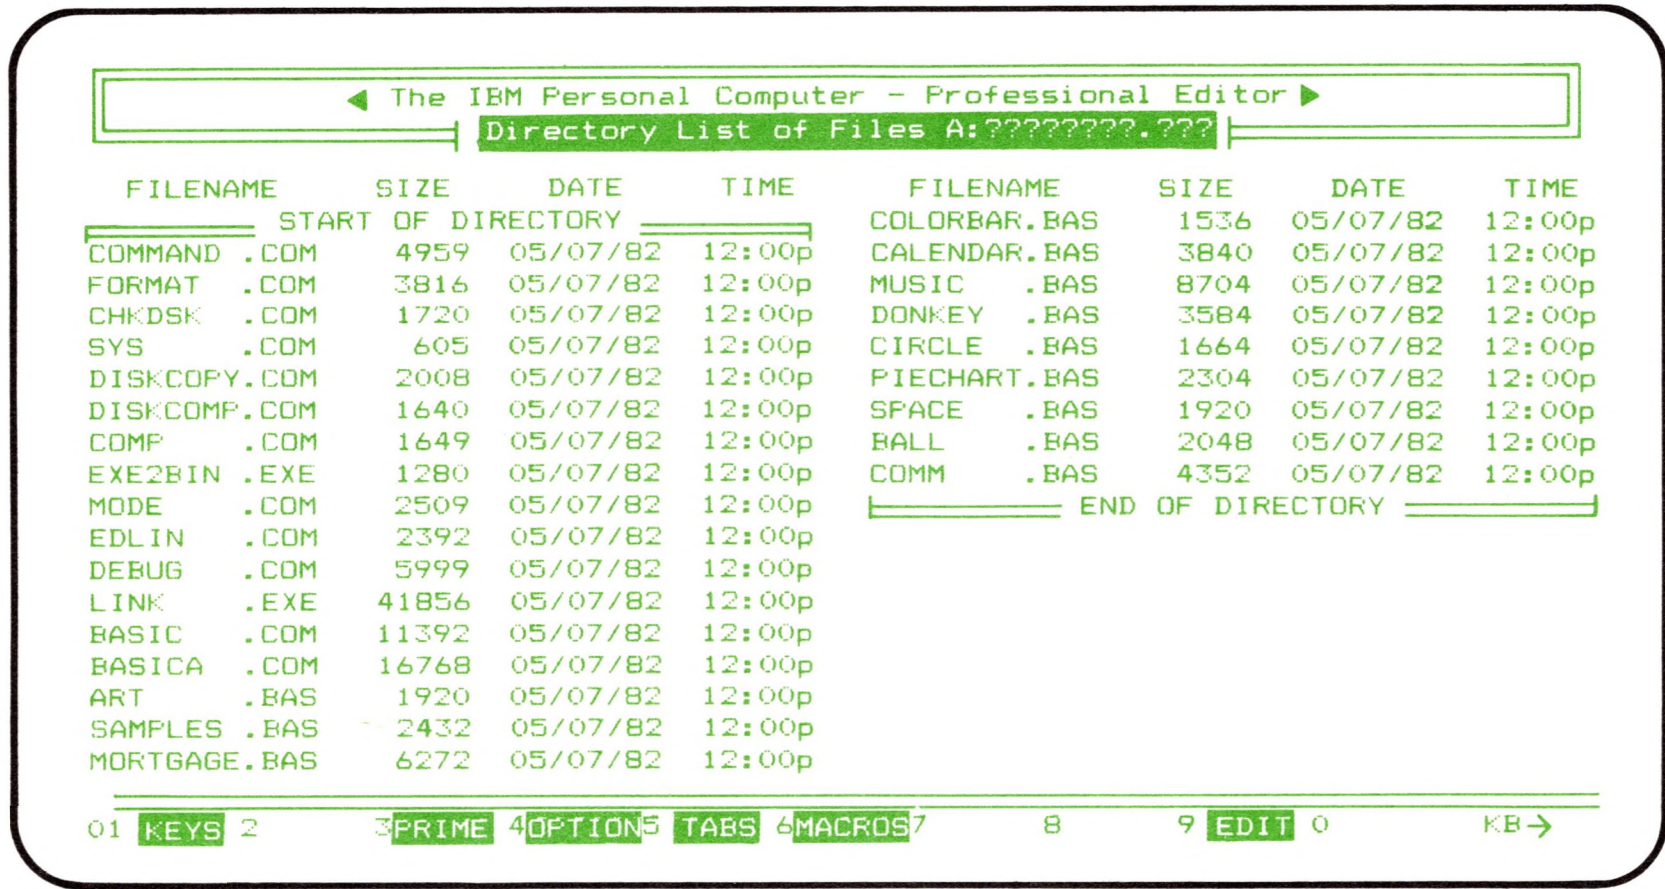 ◄ The IBM Personal Computer - Professional Editor ►
Directory List of Files A:????????.???
FILENAME SIZE DATE TIME FILENAME SIZE DATE TIME
START OF DIRECTORY COLORBAR.BAS 1536 05/07/82 12:00p
COMMAND .COM 4959 05/07/82 12:00p CALENDAR.BAS 3840 05/07/82 12:00p
FORMAT .COM 3816 05/07/82 12:00p MUSIC .BAS 8704 05/07/82 12:00p
CHKDSK .COM 1720 05/07/82 12:00p DONKEY .BAS 3584 05/07/82 12:00p
SYS .COM 605 05/07/82 12:00p CIRCLE .BAS 1664 05/07/82 12:00p
DISKCOPY.COM 2008 05/07/82 12:00p PIECHART.BAS 2304 05/07/82 12:00p
DISKCOMP.COM 1640 05/07/82 12:00p SPACE .BAS 1920 05/07/82 12:00p
COMP .COM 1649 05/07/82 12:00p BALL .BAS 2048 05/07/82 12:00p
EXE2BIN .EXE 1280 05/07/82 12:00p COMM .BAS 4352 05/07/82 12:00p
MODE .COM 2509 05/07/82 12:00p END OF DIRECTORY
EDLIN .COM 2392 05/07/82 12:00p
DEBUG .COM 5999 05/07/82 12:00p
LINK .EXE 41856 05/07/82 12:00p
BASIC .COM 11392 05/07/82 12:00p
BASICA .COM 16768 05/07/82 12:00p
ART .BAS 1920 05/07/82 12:00p
SAMPLES .BAS 2432 05/07/82 12:00p
MORTGAGE.BAS 6272 05/07/82 12:00p
01 KEYS 2 3PRIME 4OPTION5 TABS 6MACROS7 8 9 EDIT 0 KB→